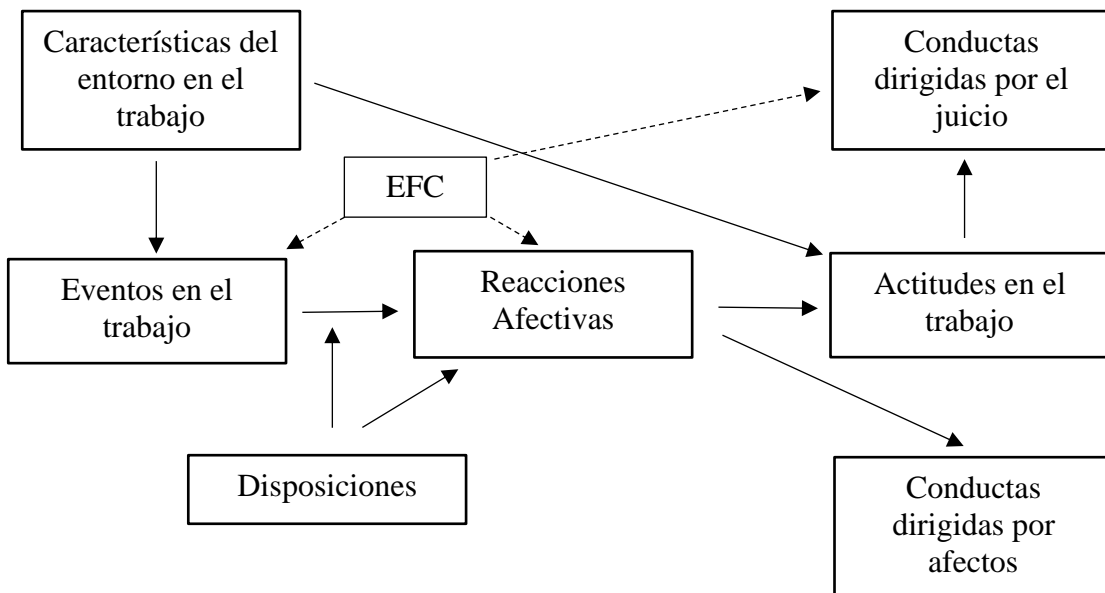 Características del
entorno en el
trabajo
Conductas
dirigidas por el
juicio
EFC
Eventos en el
trabajo
Reacciones
Afectivas
Actitudes en el
trabajo
Disposiciones
Conductas
dirigidas por
afectos